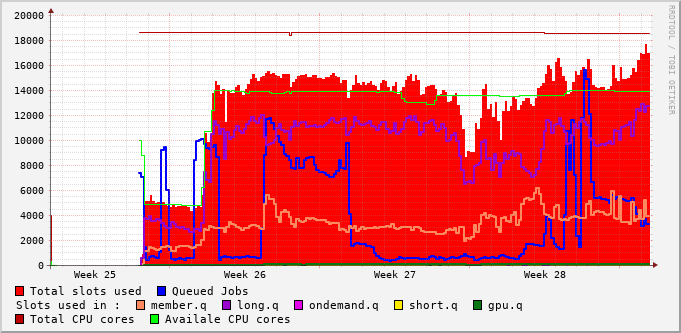 20000
18000
16000
14000
12000
10000
8000
6000
4000
2000
0
Week 25 Week 26 Week 27 Week 28
RRDTOOL / TOBI OETIKER
Total slots used Queued Jobs
Slots used in : member.q long.q ondemand.q short.q gpu.q
Total CPU cores Availale CPU cores